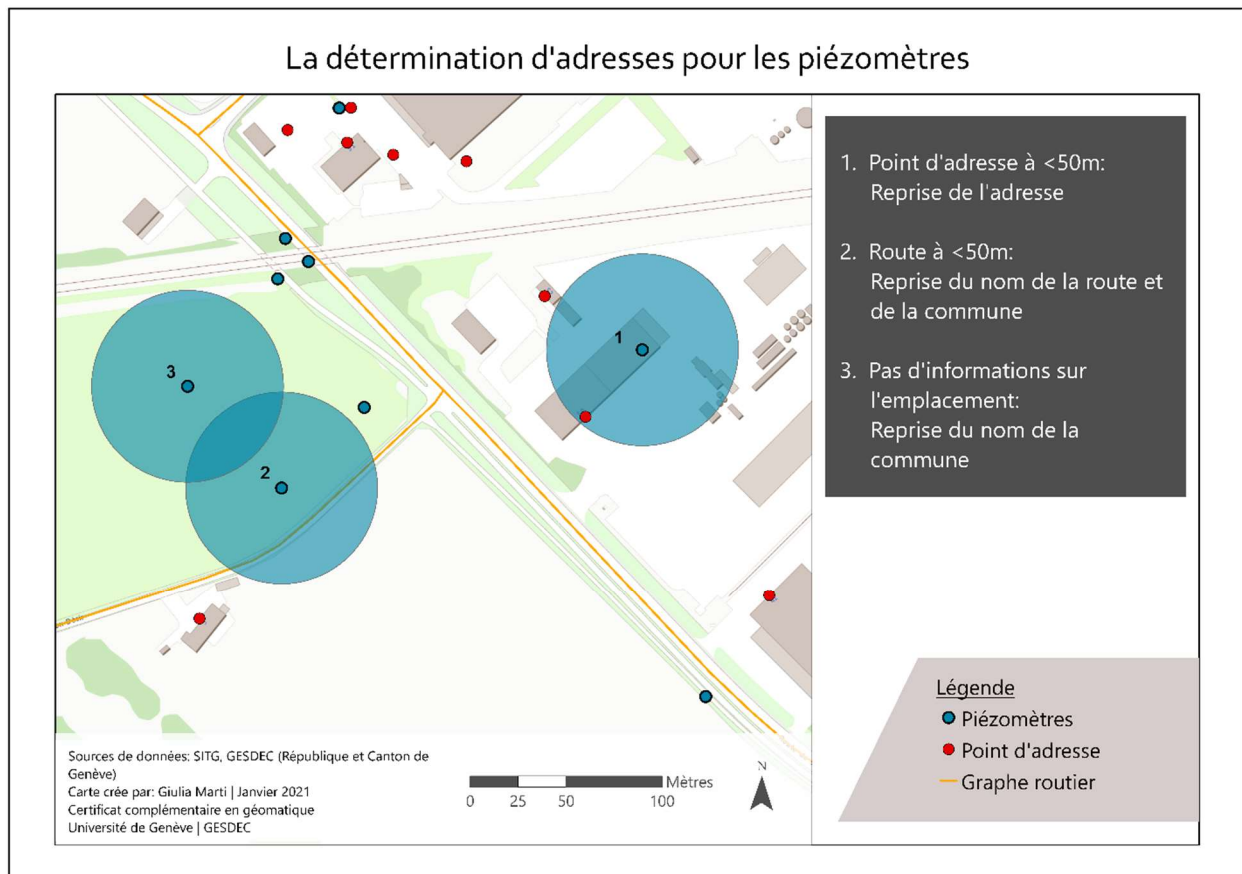 La détermination d'adresses pour les piézomètres
1. Point d'adresse à <50m:
Reprise de l'adresse
2. Route à <50m:
Reprise du nom de la route et
de la commune
3. Pas d'informations sur
l'emplacement:
Reprise du nom de la
commune
1
3
2
Légende
Piézomètres
Point d'adresse
Graphe routier
Sources de données: SITG, GESDEC (République et Canton de
Genève)
Carte crée par: Giulia Marti | Janvier 2021
Certificat complémentaire en géomatique
Université de Genève | GESDEC
Mètres
0 25 50 100
N